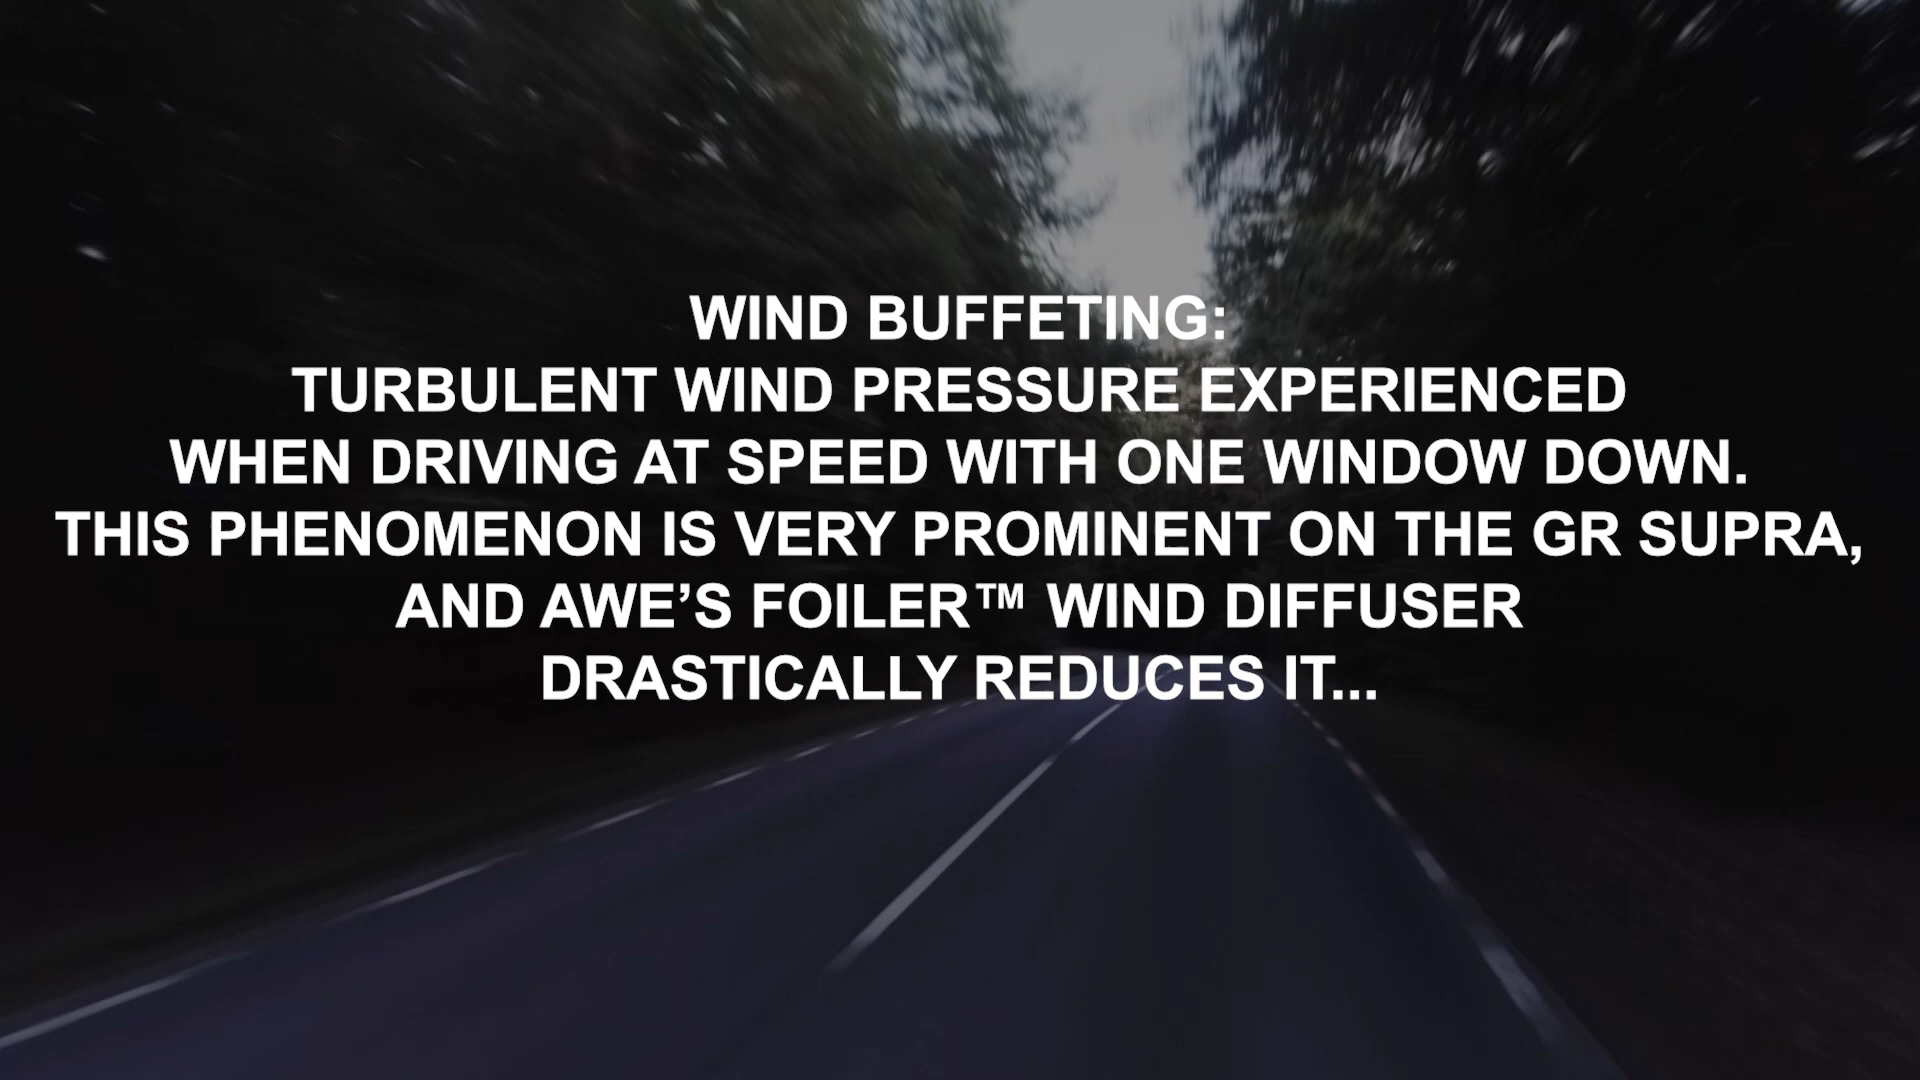 WIND BUFFETING:
TURBULENT WIND PRESSURE EXPERIENCED
WHEN DRIVING AT SPEED WITH ONE WINDOW DOWN.
THIS PHENOMENON IS VERY PROMINENT ON THE GR SUPRA,
AND AWE’S FOILER™ WIND DIFFUSER
DRASTICALLY REDUCES IT...